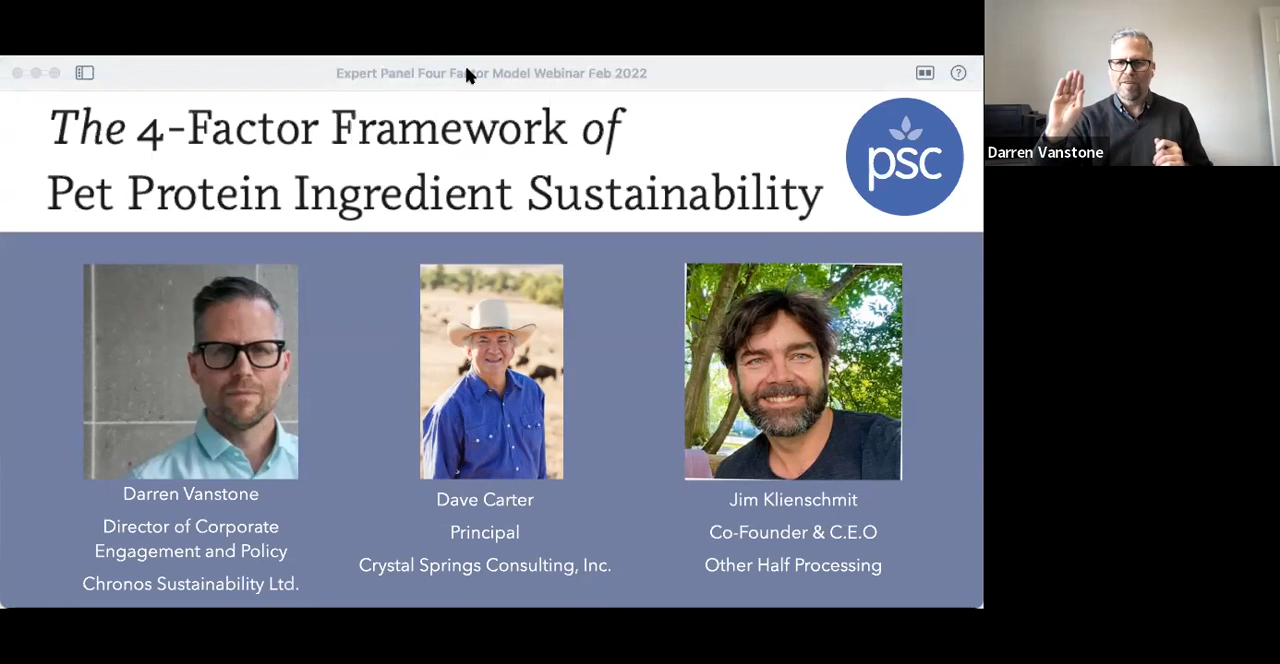 Expert Panel Four Factor Model Webinar Feb 2022
The 4-Factor Framework of
Pet Protein Ingredient Sustainability
psc
Darren Vanstone
Darren Vanstone
Director of Corporate
Engagement and Policy
Chronos Sustainability Ltd.
Dave Carter
Principal
Crystal Springs Consulting, Inc.
Jim Klienschmit
Co-Founder & C.E.O
Other Half Processing